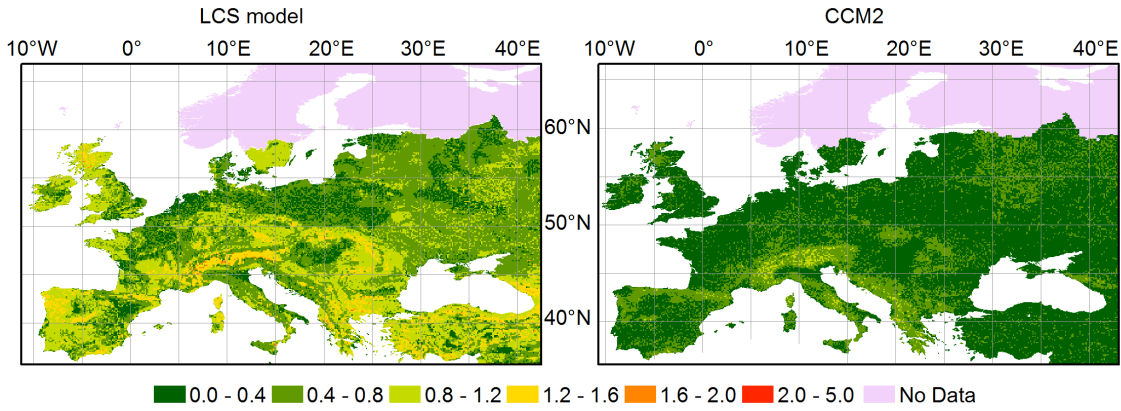 LCS model
CCM2
10°W 0° 10°E 20°E 30°E 40°E
10°W 0° 10°E 20°E 30°E 40°E
60°N
50°N
40°N
0.0 - 0.4 0.4 - 0.8 0.8 - 1.2 1.2 - 1.6 1.6 - 2.0 2.0 - 5.0 No Data